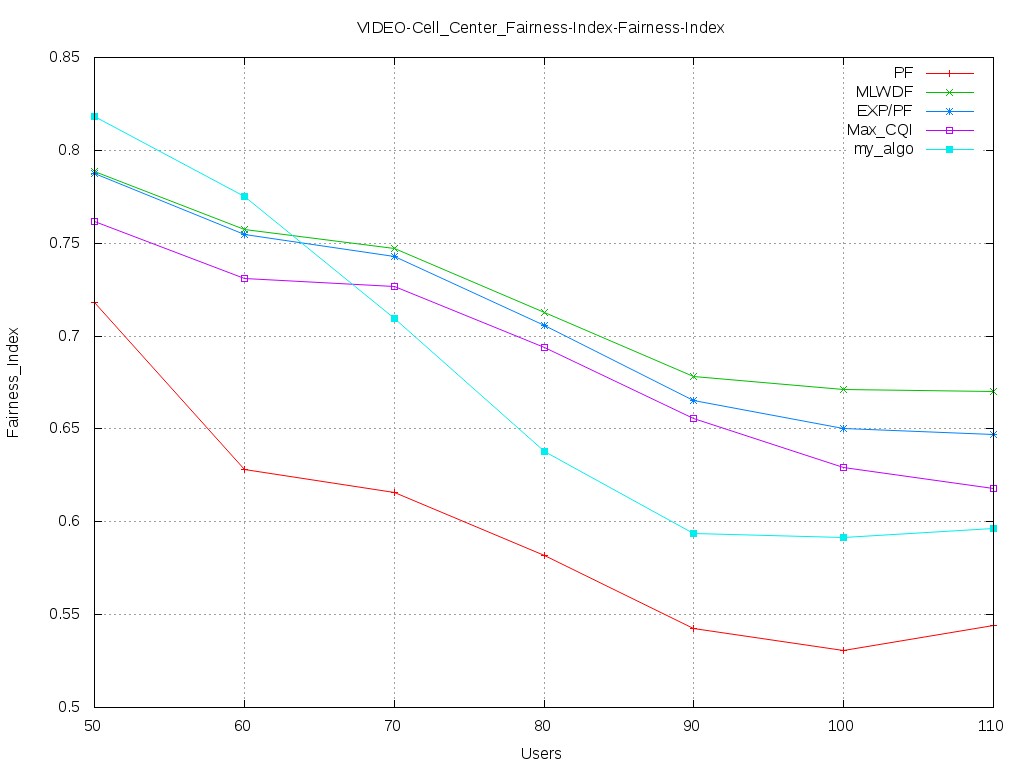 VIDEO-Cell_Center_Fairness-Index-Fairness-Index
0.85
0.8
0.75
0.7
0.65
0.6
0.55
0.5
50
60
70
80
90
100
110
Fairness_Index
Users
PF
MLWDF
EXP/PF
Max_CQI
my_algo